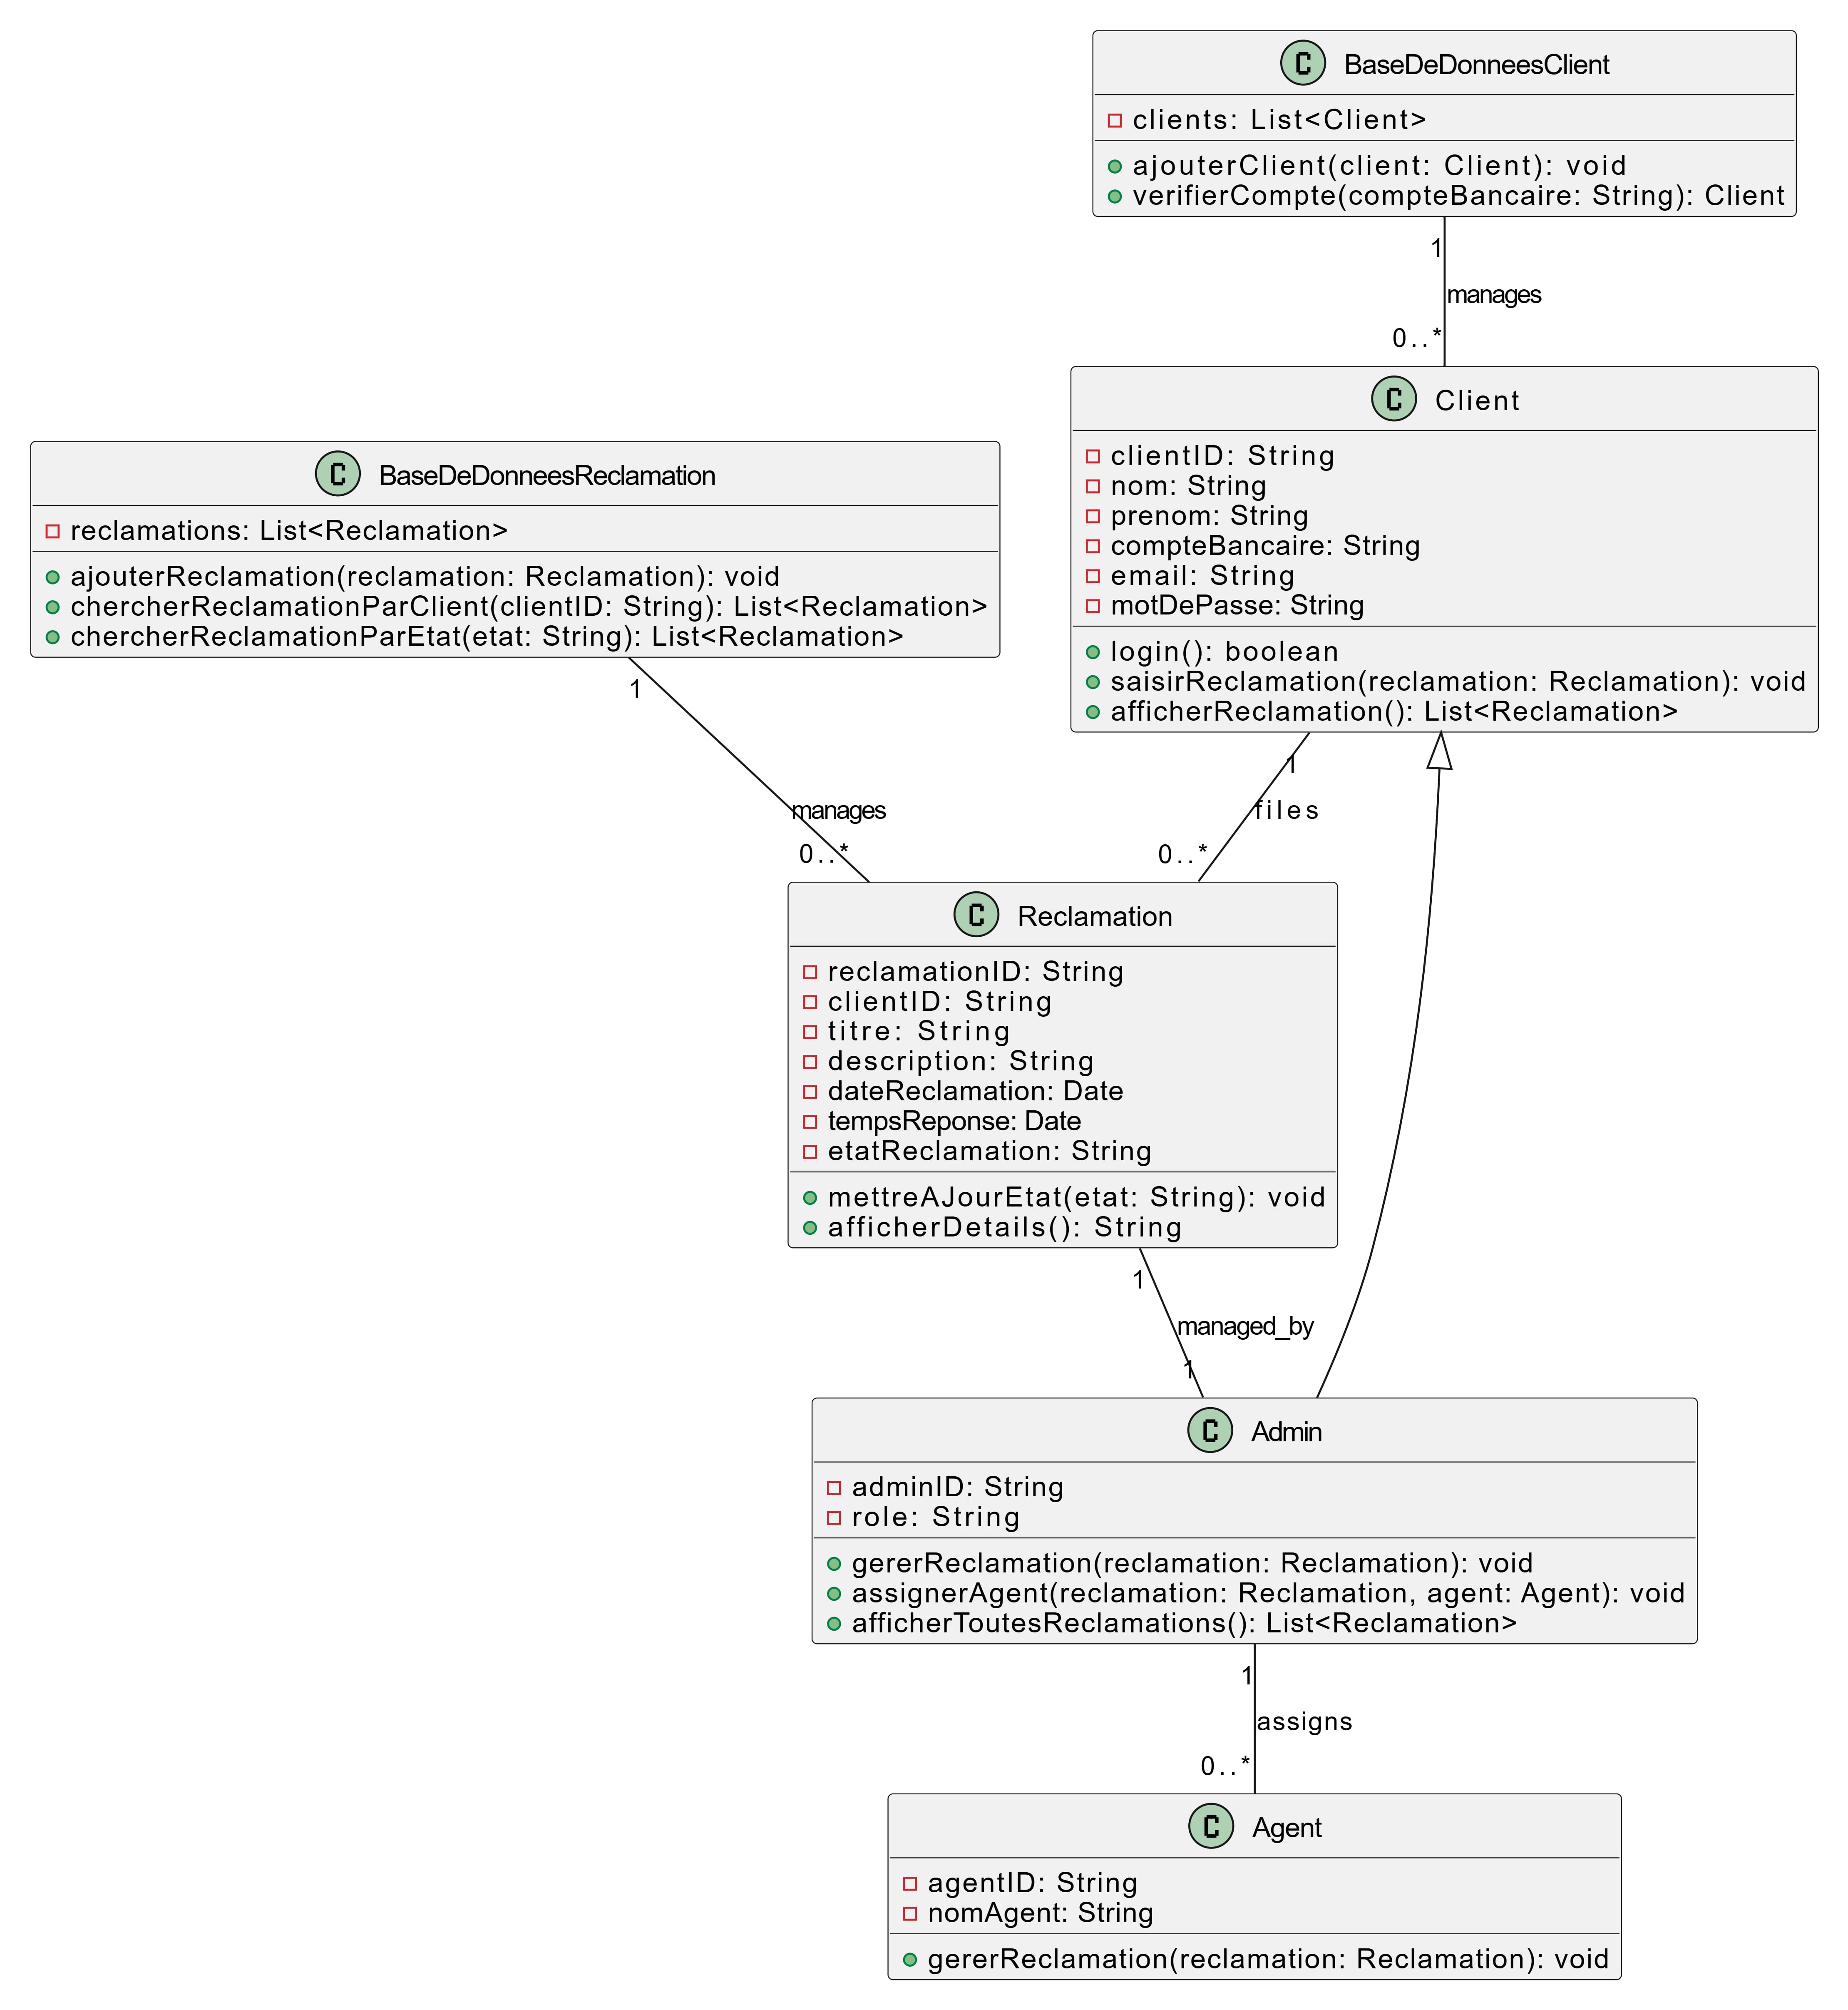 C BaseDeDonneesClient
clients: List<Client>
ajouterClient(client: Client): void
verifierCompte(compteBancaire: String): Client
1
manages
0..*
C Client
clientID: String
nom: String
prenom: String
compteBancaire: String
email: String
motDePasse: String
login(): boolean
saisirReclamation(reclamation: Reclamation): void
afficherReclamation(): List<Reclamation>
C BaseDeDonneesReclamation
reclamations: List<Reclamation>
ajouterReclamation(reclamation: Reclamation): void
chercherReclamationParClient(clientID: String): List<Reclamation>
chercherReclamationParEtat(etat: String): List<Reclamation>
1
manages
0..*
1
files
0..*
C Reclamation
reclamationID: String
clientID: String
titre: String
description: String
dateReclamation: Date
tempsReponse: Date
etatReclamation: String
mettreAJourEtat(etat: String): void
afficherDetails(): String
1
managed_by
1
C Admin
adminID: String
role: String
gererReclamation(reclamation: Reclamation): void
assignerAgent(reclamation: Reclamation, agent: Agent): void
afficherToutesReclamations(): List<Reclamation>
1
assigns
0..*
C Agent
agentID: String
nomAgent: String
gererReclamation(reclamation: Reclamation): void